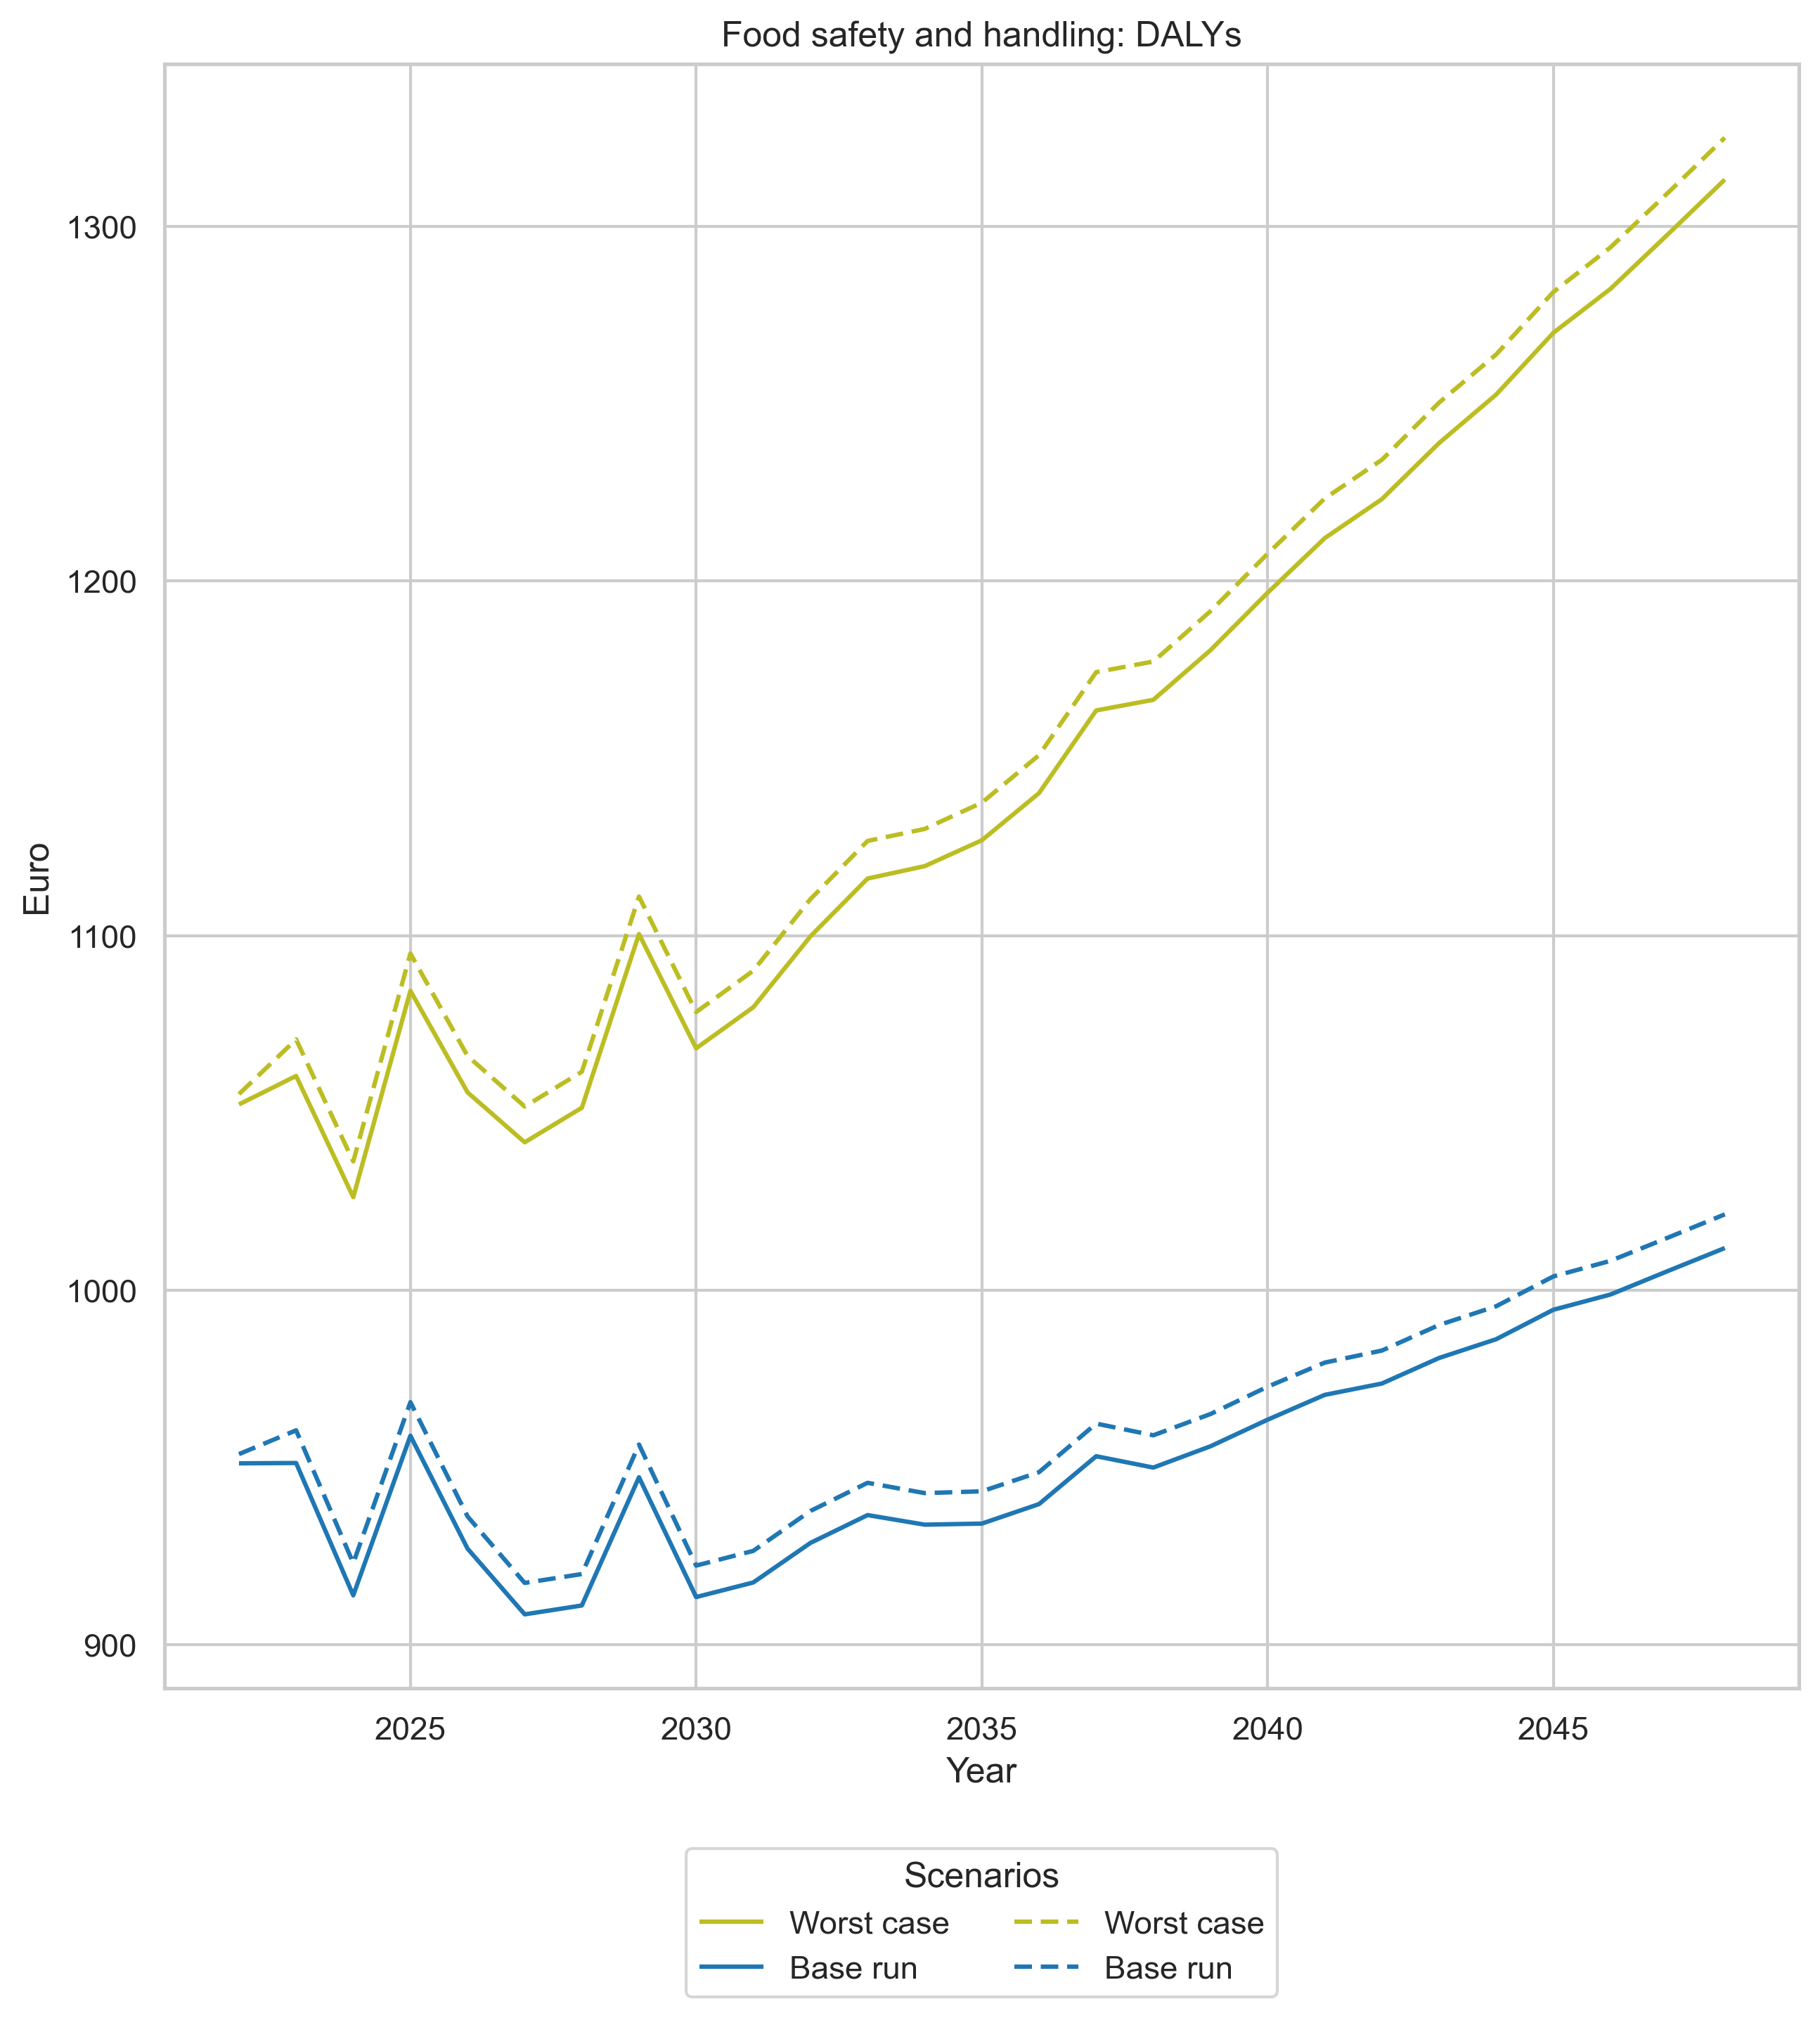 Food safety and handling: DALYs
1300
1200
1100
1000
900
Euro
2025 2030 2035 2040 2045
Year
Scenarios
Worst case Worst case
Base run Base run